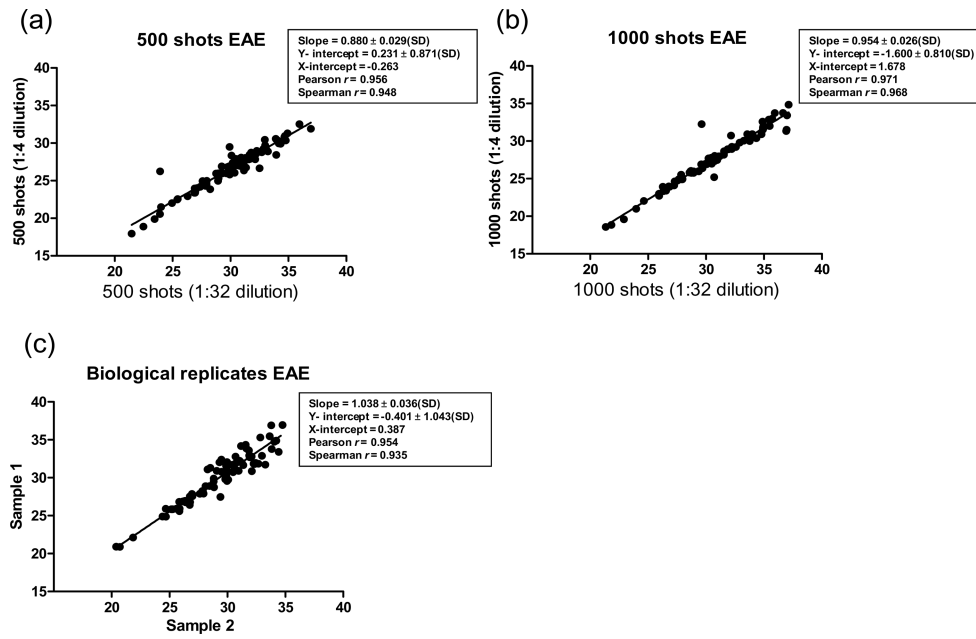 (a)
500 shots EAE
Slope = 0.880 ± 0.029(SD)
Y- intercept = 0.231 ± 0.871(SD)
X-intercept = -0.263
Pearson r = 0.956
Spearman r = 0.948
500 shots (1:4 dilution)
40
35
30
25
20
15
20 25 30 35 40
500 shots (1:32 dilution)
(b)
1000 shots EAE
Slope = 0.954 ± 0.026(SD)
Y- intercept = -1.600 ± 0.810(SD)
X-intercept = 1.678
Pearson r = 0.971
Spearman r = 0.968
1000 shots (1:4 dilution)
40
35
30
25
20
15
20 25 30 35 40
1000 shots (1:32 dilution)
(c)
Biological replicates EAE
Slope = 1.038 ± 0.036(SD)
Y- intercept = -0.401 ± 1.043(SD)
X-intercept = 0.387
Pearson r = 0.954
Spearman r = 0.935
Sample 1
40
35
30
25
20
15
20 25 30 35 40
Sample 2